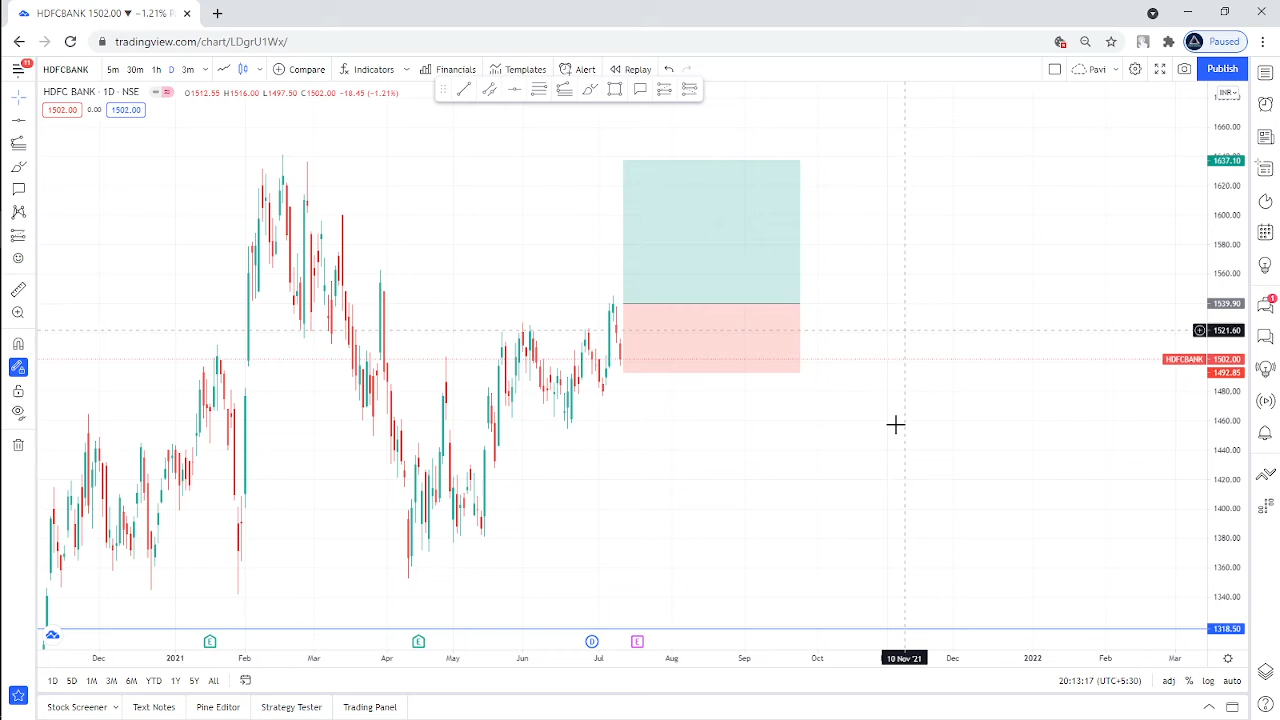 HDFCBANK 1502.00 ▼ −1.21%
tradingview.com/chart/LDgrU1Wx/
Paused
11
HDFCBANK 5m 30m 1h D 3m Compare Indicators Financials Templates Alert Replay Pavi Publish
HDFC BANK · 1D · NSE O1512.55 H1516.00 L1497.50 C1502.00 −18.45 (−1.21%)
INR
1502.00 0.00 1502.00
1660.00
1637.10
1620.00
1600.00
1580.00
1560.00
1539.90
1
1521.60
HDFCBANK 1502.00
1492.85
1480.00
1460.00
1440.00
1420.00
1400.00
1380.00
1360.00
1340.00
1318.50
E E D E
Dec 2021 Feb Mar Apr May Jun Jul Aug Sep Oct 10 Nov '21 Dec 2022 Feb Mar
1D 5D 1M 3M 6M YTD 1Y 5Y All 20:13:17 (UTC+5:30) adj % log auto
Stock Screener Text Notes Pine Editor Strategy Tester Trading Panel